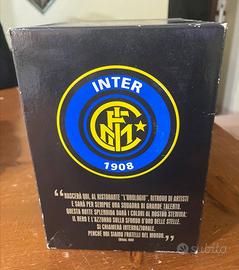 INTER
1908
"NASCERÀ QUI, AL RISTORANTE "L'OROLOGIO", RITROVO DI ARTISTI
E SARÀ PER SEMPRE UNA SQUADRA DI GRANDE TALENTO.
QUESTA NOTTE SPLENDIDA DARÀ I COLORI AL NOSTRO STEMMA:
IL NERO E L'AZZURRO SULLO SFONDO D'ORO DELLE STELLE.
SI CHIAMERÀ INTERNAZIONALE,
PERCHÉ NOI SIAMO FRATELLI DEL MONDO."
subito